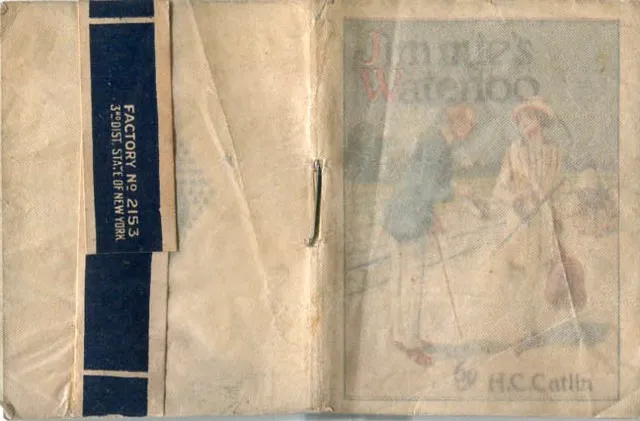 FACTORY Nº 2153
3RD DIST. STATE OF NEW YORK
Jimmie's
Waterloo
by
H.C. Catlin